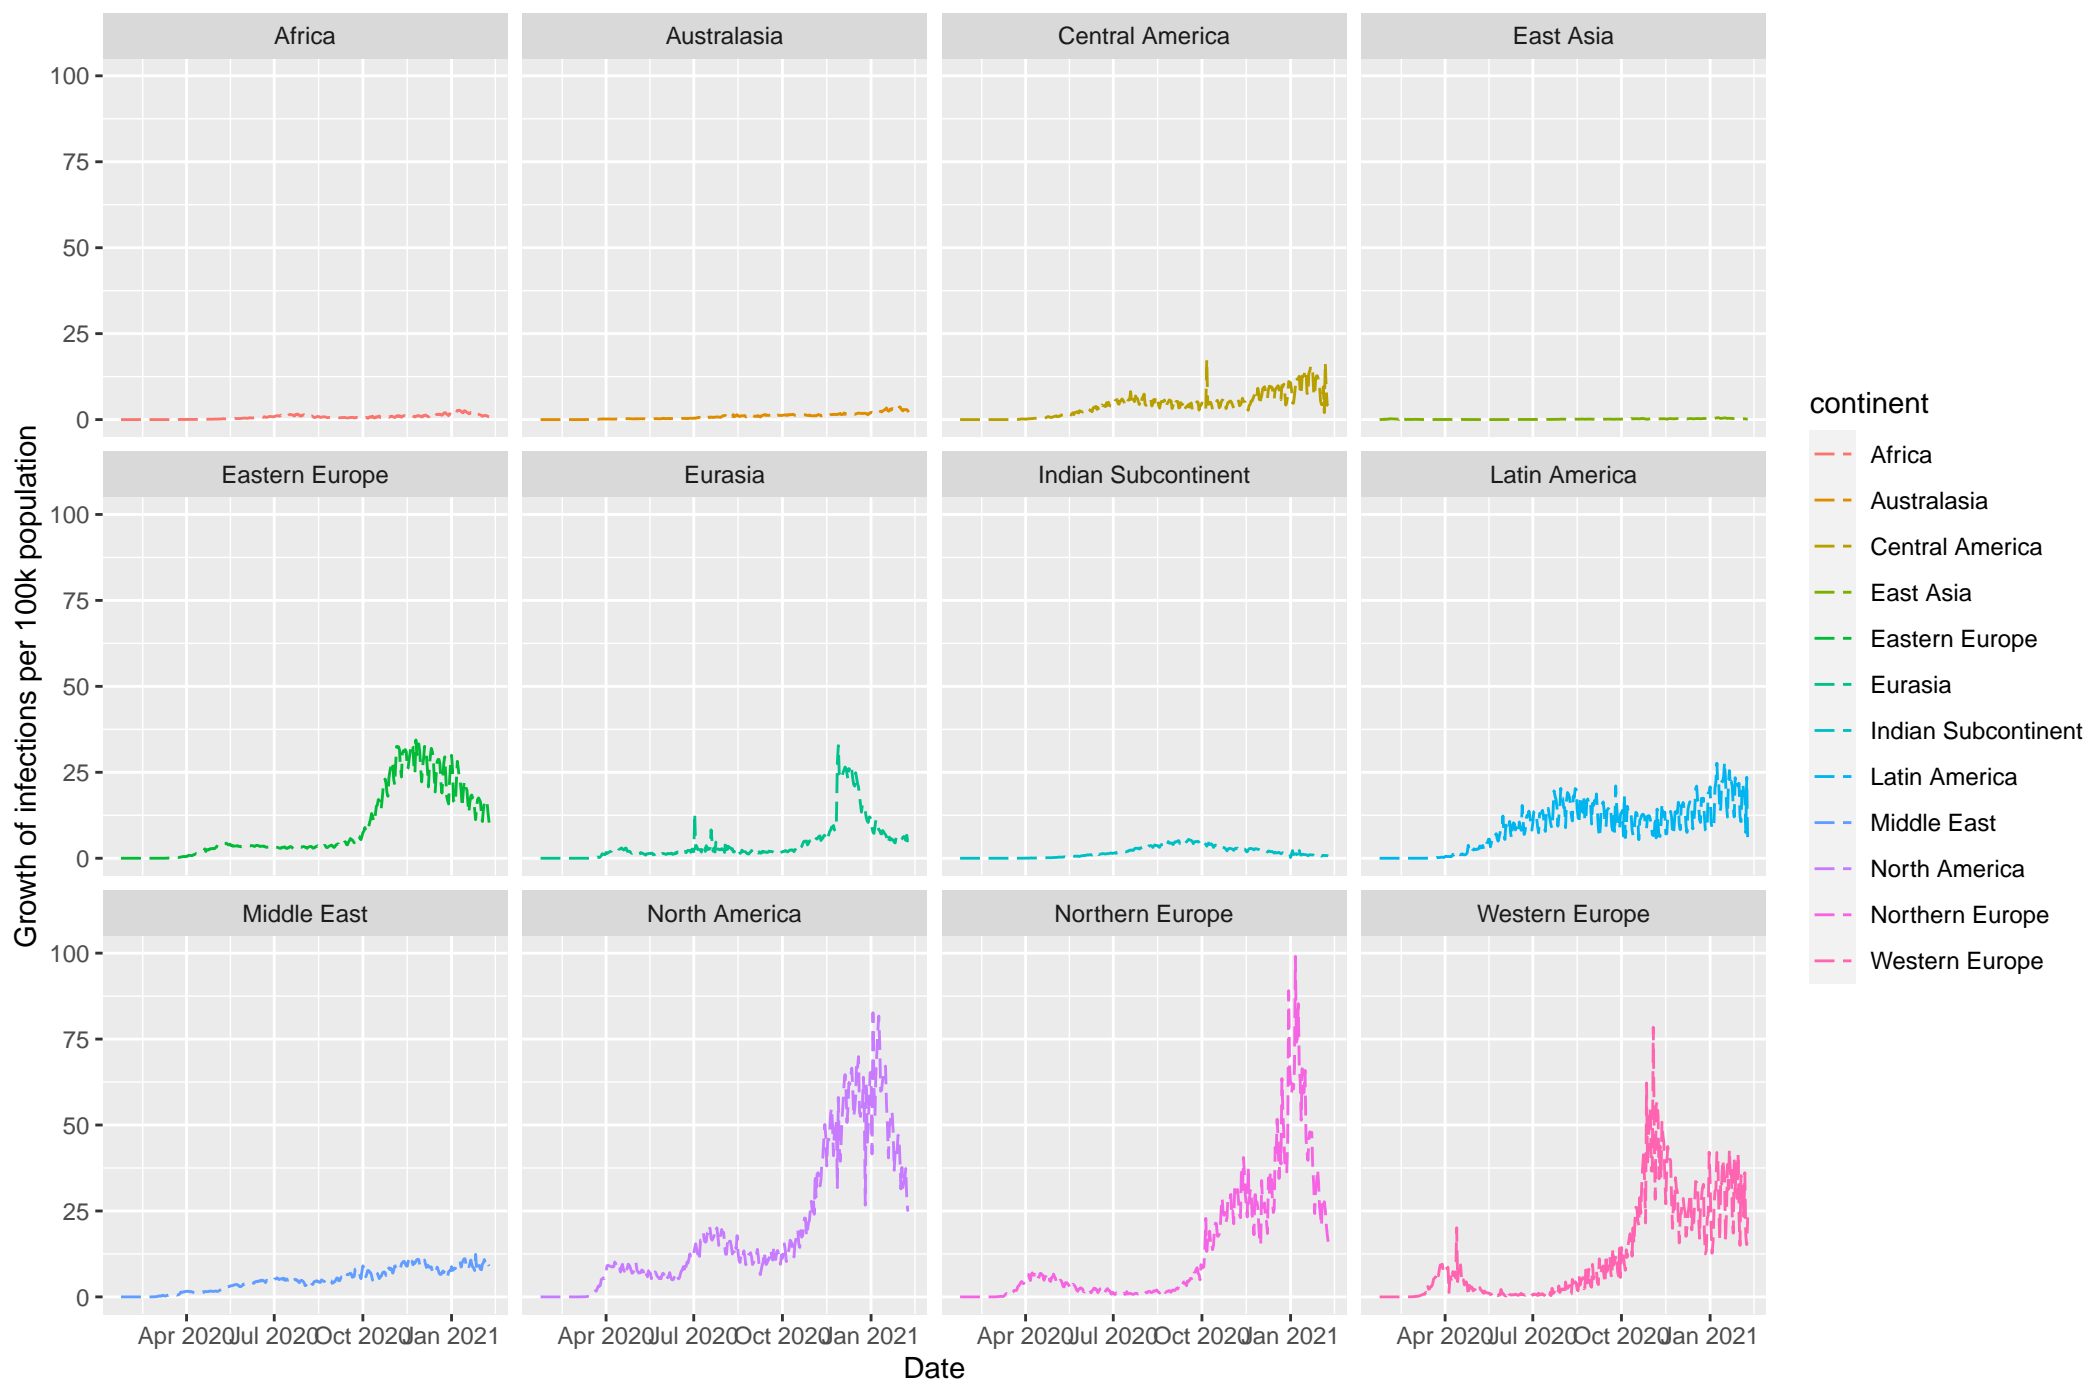 Africa
Australasia
Central America
East Asia
100
75
50
25
0
Eastern Europe
Eurasia
Indian Subcontinent
Latin America
100
75
50
25
0
Middle East
North America
Northern Europe
Western Europe
100
75
50
25
0
Apr 2020 Jul 2020 Oct 2020 Jan 2021
Apr 2020 Jul 2020 Oct 2020 Jan 2021
Apr 2020 Jul 2020 Oct 2020 Jan 2021
Apr 2020 Jul 2020 Oct 2020 Jan 2021
Date
Growth of infections per 100k population
continent
Africa
Australasia
Central America
East Asia
Eastern Europe
Eurasia
Indian Subcontinent
Latin America
Middle East
North America
Northern Europe
Western Europe